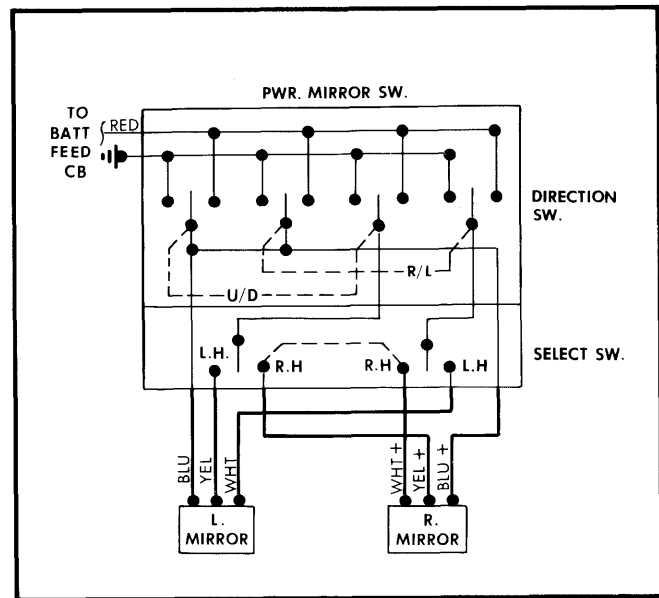 PWR. MIRROR SW.
TO
BATT
FEED
CB
RED
DIRECTION
SW.
R/L
U/D
L.H.
R.H
R.H
L.H
SELECT SW.
BLU
YEL
WHT
WHT +
YEL +
BLU +
L.
MIRROR
R.
MIRROR